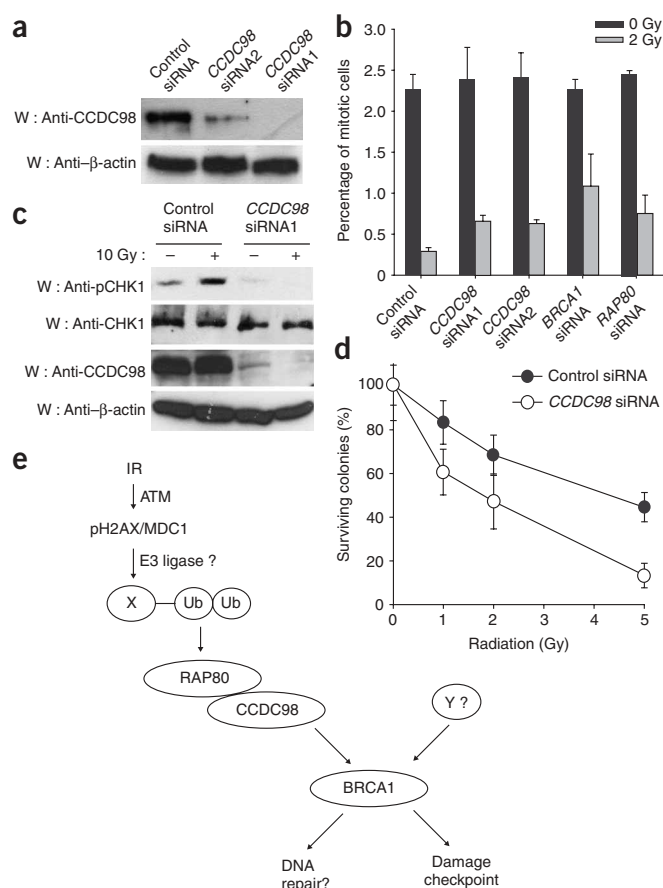 a
Control siRNA
CCDC98 siRNA2
CCDC98 siRNA1
W : Anti-CCDC98
W : Anti–β-actin
b
0 Gy
2 Gy
Percentage of mitotic cells
3.0
2.5
2.0
1.5
1.0
0.5
0
Control siRNA
CCDC98 siRNA1
CCDC98 siRNA2
BRCA1 siRNA
RAP80 siRNA
c
Control siRNA
CCDC98 siRNA1
10 Gy : – + – +
W : Anti-pCHK1
W : Anti-CHK1
W : Anti-CCDC98
W : Anti-β-actin
d
Control siRNA
CCDC98 siRNA
Surviving colonies (%)
100
80
60
40
20
0
0 1 2 3 4 5
Radiation (Gy)
e
IR
ATM
pH2AX/MDC1
E3 ligase ?
X Ub Ub
RAP80
CCDC98
Y ?
BRCA1
DNA repair?
Damage checkpoint